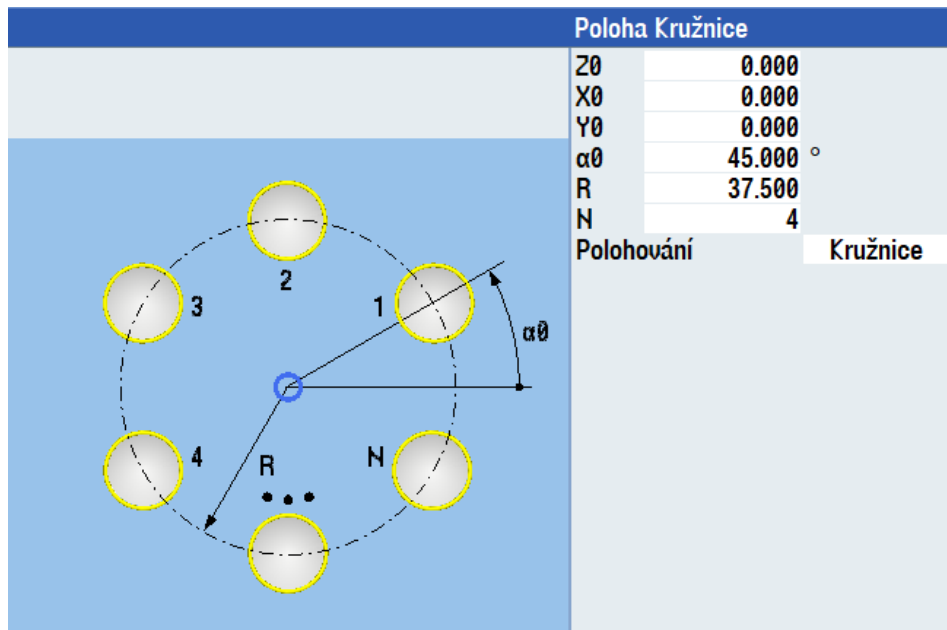 Poloha Kružnice
Z0 0.000
X0 0.000
Y0 0.000
α0 45.000 °
R 37.500
N 4
Polohování Kružnice
2
3
1
α0
4
R
N